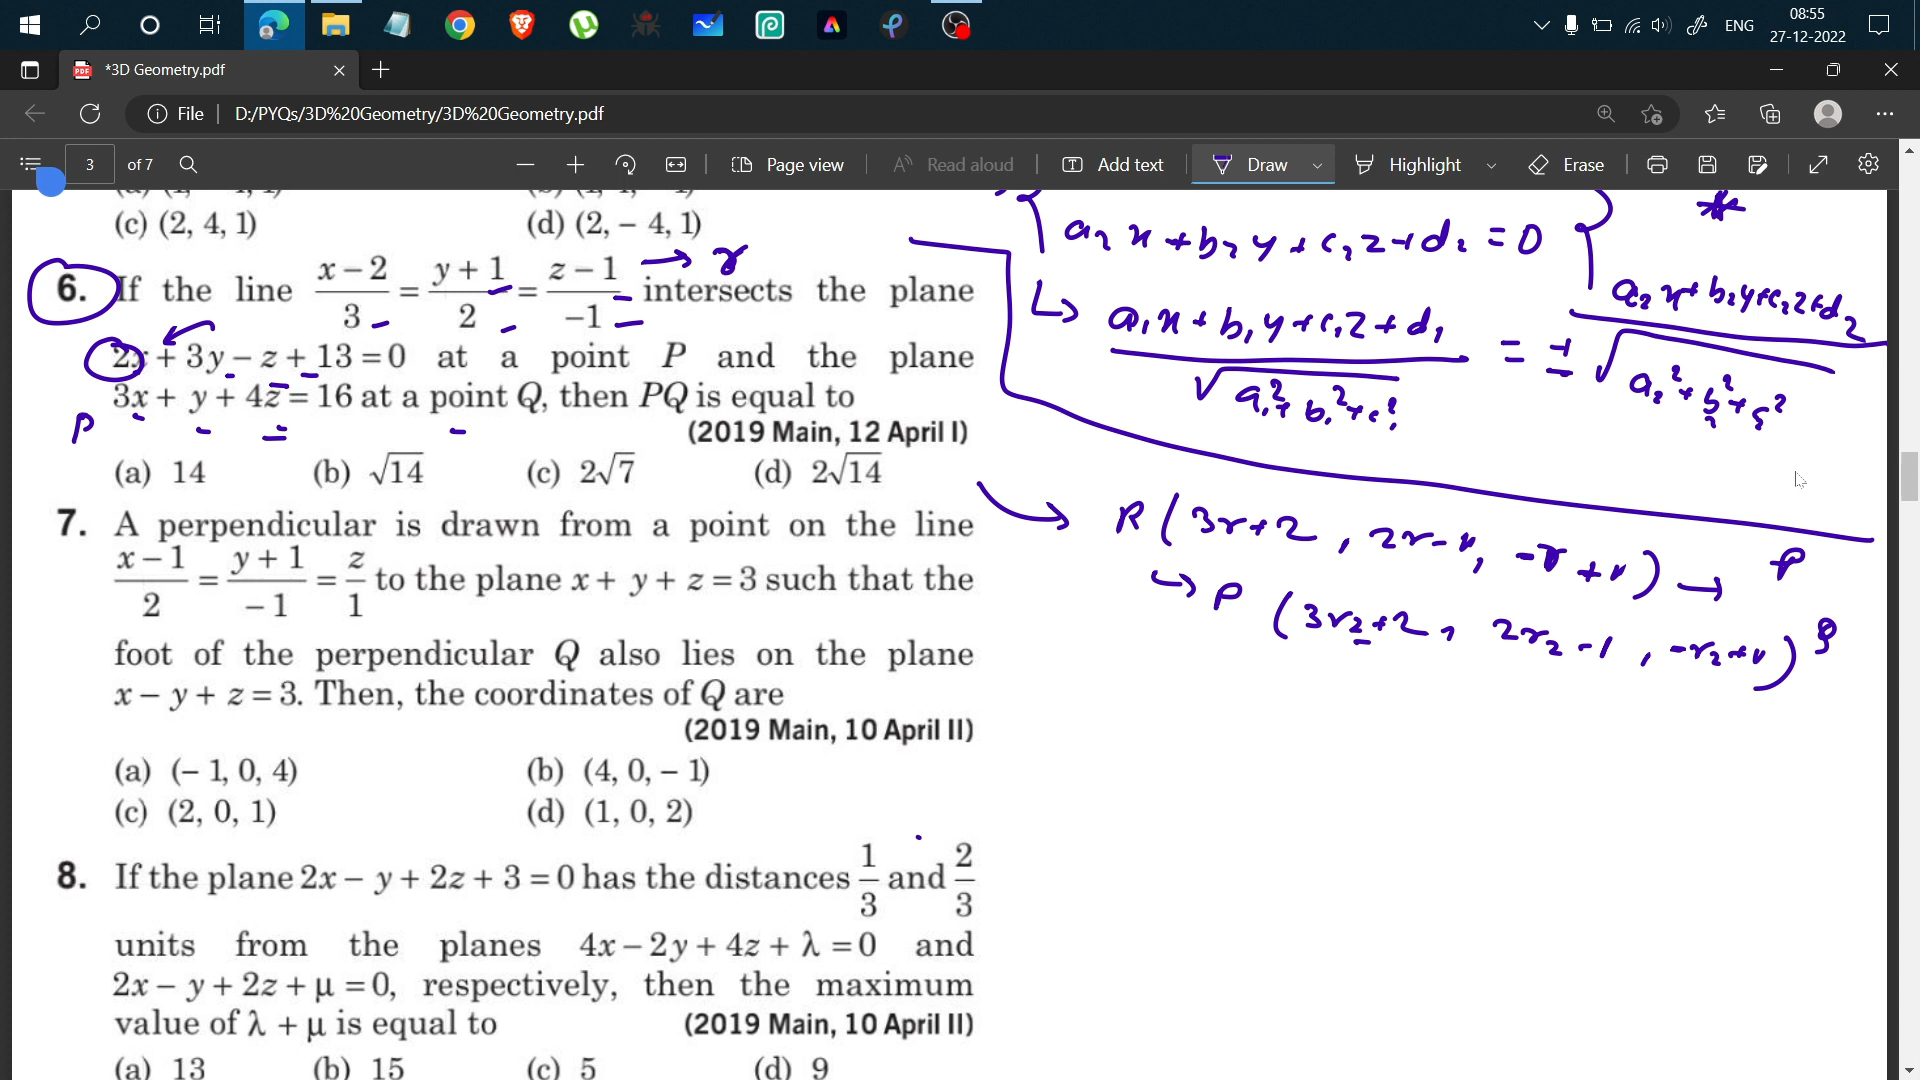 ENG
08:55
27-12-2022
*3D Geometry.pdf
File D:/PYQs/3D%20Geometry/3D%20Geometry.pdf
3 of 7 Page view Read aloud Add text Draw Highlight Erase
(c) (2, 4, 1) (d) (2, – 4, 1)
6. If the line x – 2 / 3 = y + 1 / 2 = z – 1 / –1 intersects the plane
2x + 3y – z + 13 = 0 at a point P and the plane
3x + y + 4z = 16 at a point Q, then PQ is equal to
(2019 Main, 12 April I)
(a) 14 (b) √14 (c) 2√7 (d) 2√14
7. A perpendicular is drawn from a point on the line
x – 1 / 2 = y + 1 / – 1 = z / 1 to the plane x + y + z = 3 such that the
foot of the perpendicular Q also lies on the plane
x – y + z = 3. Then, the coordinates of Q are
(2019 Main, 10 April II)
(a) (– 1, 0, 4) (b) (4, 0, – 1)
(c) (2, 0, 1) (d) (1, 0, 2)
8. If the plane 2x – y + 2z + 3 = 0 has the distances 1/3 and 2/3
units from the planes 4x – 2y + 4z + λ = 0 and
2x – y + 2z + μ = 0, respectively, then the maximum
value of λ + μ is equal to (2019 Main, 10 April II)
(a) 13 (b) 15 (c) 5 (d) 9
r
P
a₂x + b₂y + c₂z + d₂ = 0
a₁x + b₁y + c₁z + d₁ / √a₁² + b₁² + c₁² = ± a₂x + b₂y + c₂z + d₂ / √a₂² + b₂² + c₂²
R (3r+2, 2r-1, -r+1) → P
↪ P (3r₂+2, 2r₂-1, -r₂+1)